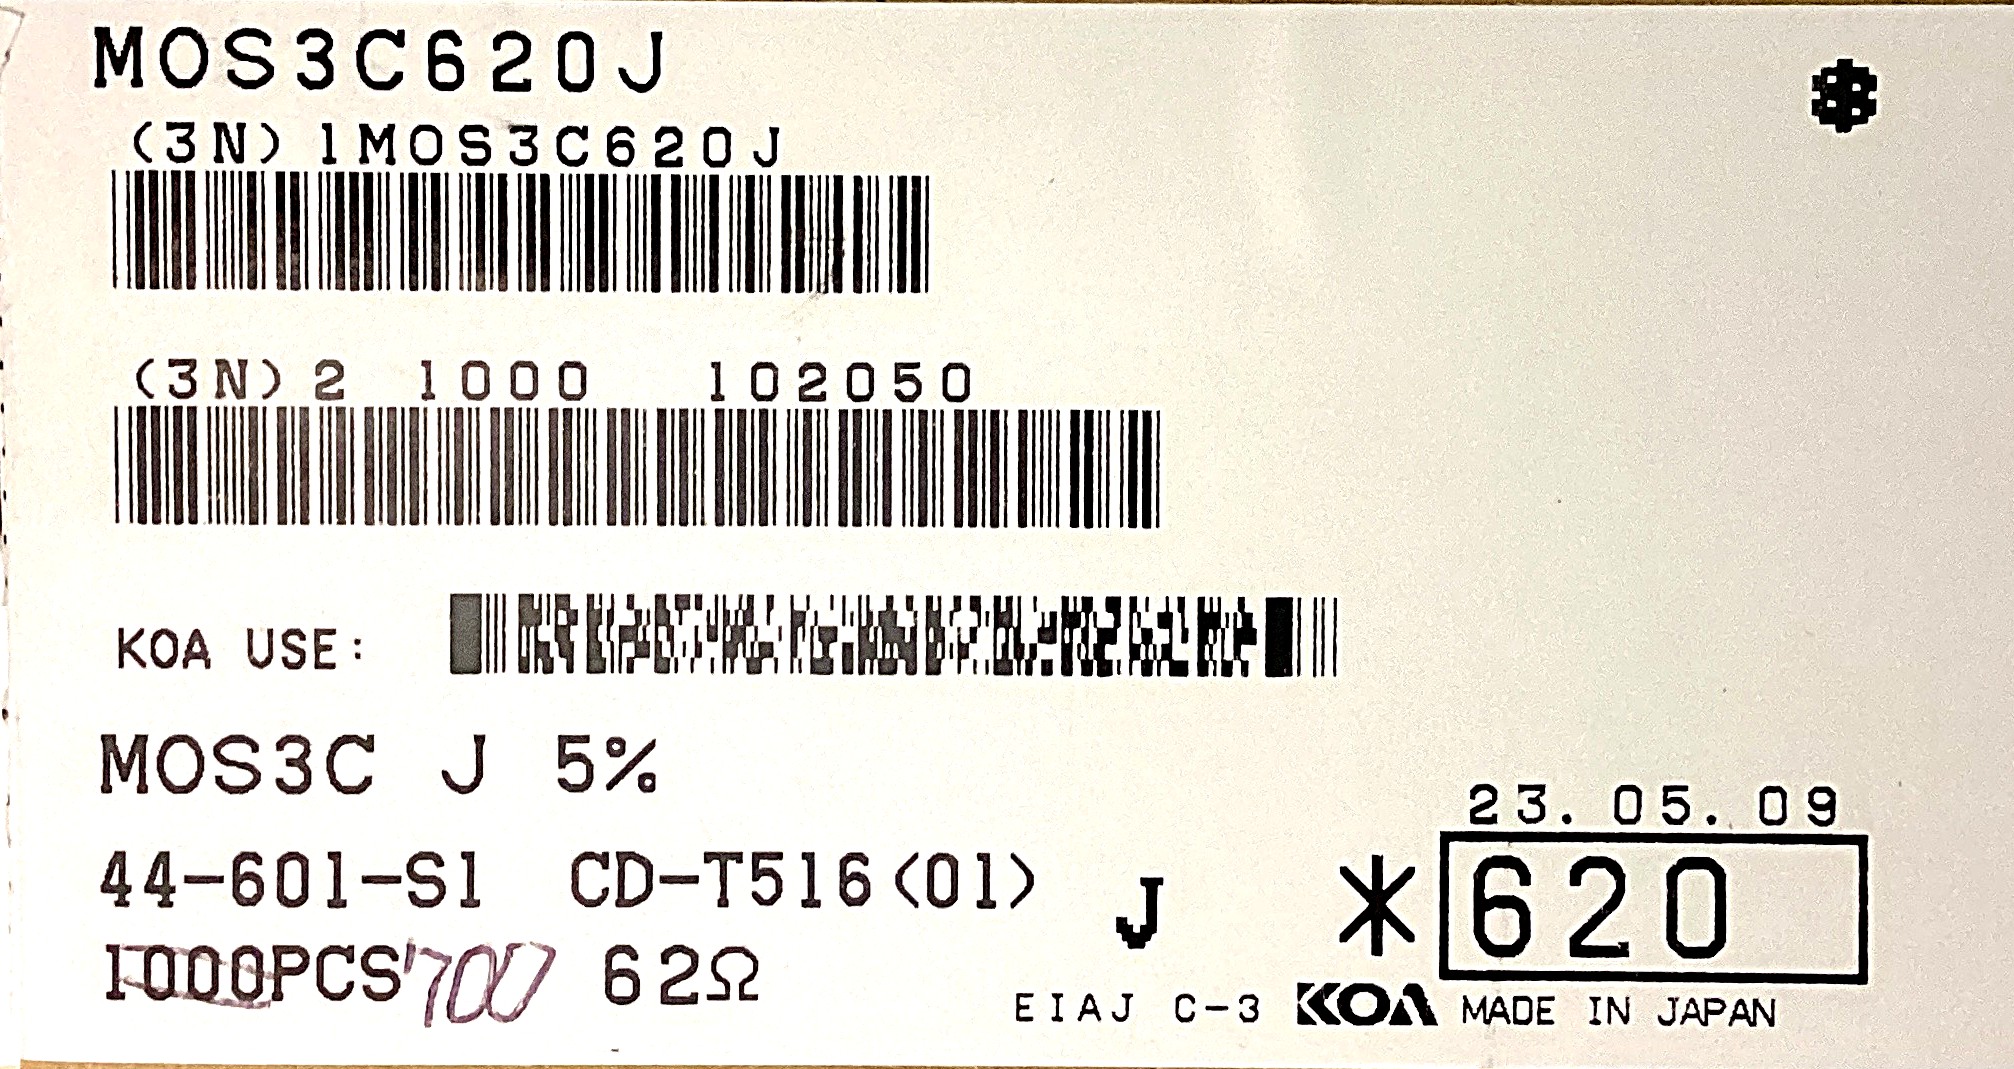 MOS3C620J
(3N)1MOS3C620J
(3N)2 1000 102050
KOA USE:
MOS3C J 5%
23.05.09
44-601-S1 CD-T516(01) J *620
1000PCS 700 62Ω
EIAJ C-3 KOA MADE IN JAPAN